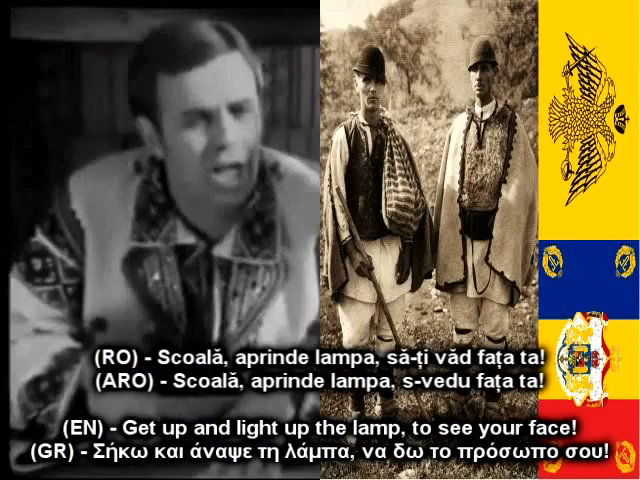 (RO) - Scoală, aprinde lampa, să-ți văd fața ta!
(ARO) - Scoală, aprinde lampa, s-vedu fața ta!
(EN) - Get up and light up the lamp, to see your face!
(GR) - Σήκω και άναψε τη λάμπα, να δω το πρόσωπο σου!